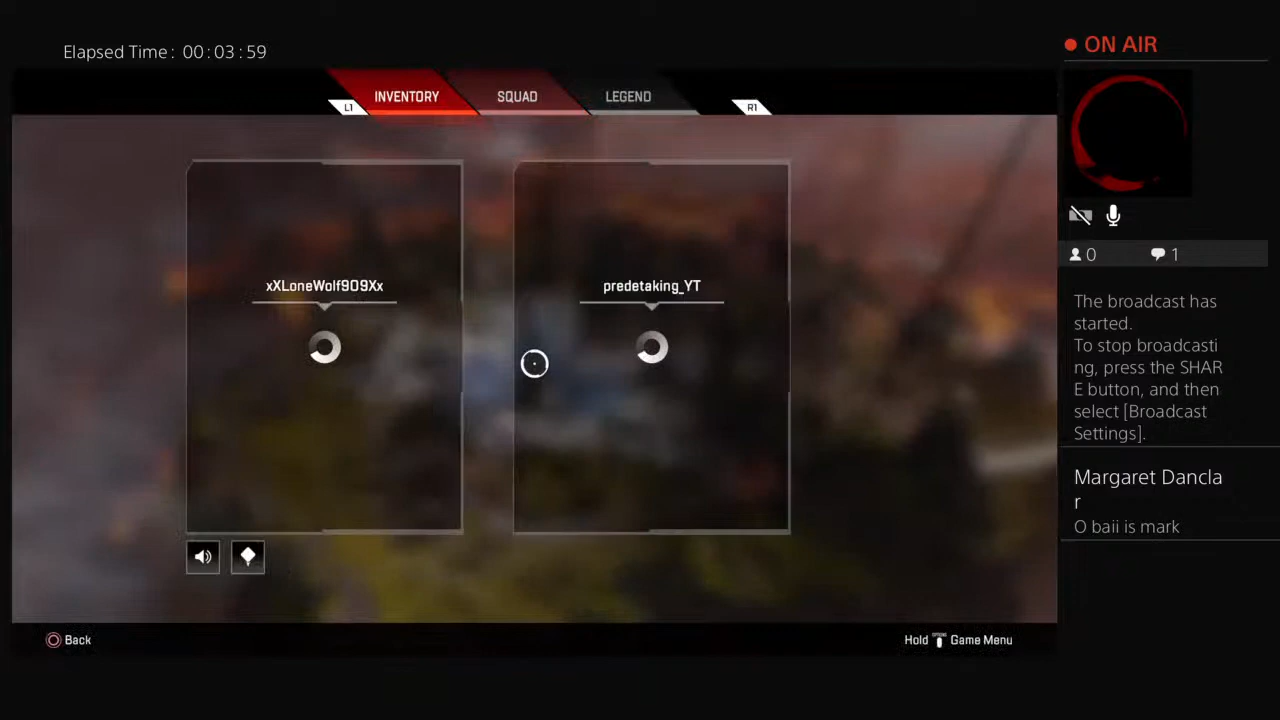 Elapsed Time: 00:03:59
ON AIR
L1
INVENTORY
SQUAD
LEGEND
R1
xXLoneWolf909Xx
predetaking_YT
0
1
The broadcast has
started.
To stop broadcasti
ng, press the SHAR
E button, and then
select [Broadcast
Settings].
Margaret Dancla
r
O baii is mark
Back
Hold OPTIONS Game Menu